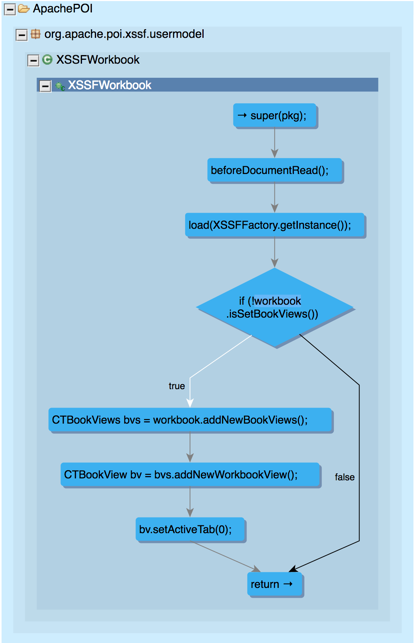 ApachePOI
org.apache.poi.xssf.usermodel
XSSFWorkbook
XSSFWorkbook
→ super(pkg);
beforeDocumentRead();
load(XSSFFactory.getInstance());
if (!workbook
.isSetBookViews())
true
CTBookViews bvs = workbook.addNewBookViews();
CTBookView bv = bvs.addNewWorkbookView();
false
bv.setActiveTab(0);
return →